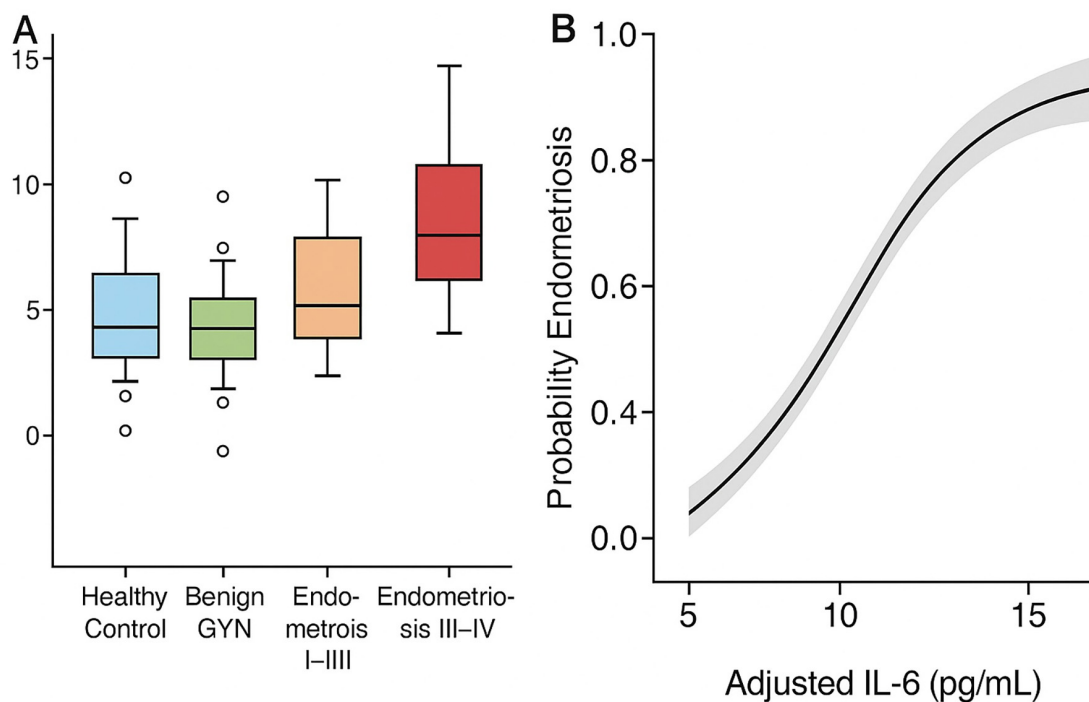 A
15
10
5
0
Healthy
Control
Benign
GYN
Endo-
metrois
I–IIII
Endometrio-
sis III–IV
B
1.0
0.8
0.6
0.4
0.0
Probability Endornetriosis
5
10
15
Adjusted IL-6 (pg/mL)